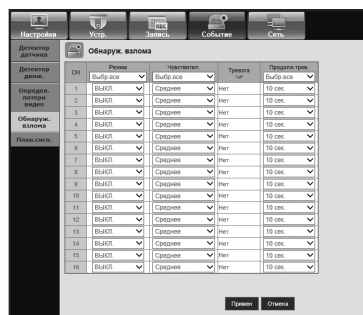 Настройки Устр. Запись Событие Сеть
REC
Детектор датчика
Детектор движ.
Определ. потери видео
Обнаруж. взлома
План.сигн.
Обнаруж. взлома
CH Режим Чувствител. Тревога Продолж.трев.
Выбр.все Выбр.все Выбр.все
1 ВЫКЛ. Среднее Нет 10 сек.
2 ВЫКЛ. Среднее Нет 10 сек.
3 ВЫКЛ. Среднее Нет 10 сек.
4 ВЫКЛ. Среднее Нет 10 сек.
5 ВЫКЛ. Среднее Нет 10 сек.
6 ВЫКЛ. Среднее Нет 10 сек.
7 ВЫКЛ. Среднее Нет 10 сек.
8 ВЫКЛ. Среднее Нет 10 сек.
9 ВЫКЛ. Среднее Нет 10 сек.
10 ВЫКЛ. Среднее Нет 10 сек.
11 ВЫКЛ. Среднее Нет 10 сек.
12 ВЫКЛ. Среднее Нет 10 сек.
13 ВЫКЛ. Среднее Нет 10 сек.
14 ВЫКЛ. Среднее Нет 10 сек.
15 ВЫКЛ. Среднее Нет 10 сек.
16 ВЫКЛ. Среднее Нет 10 сек.
Примен Отмена